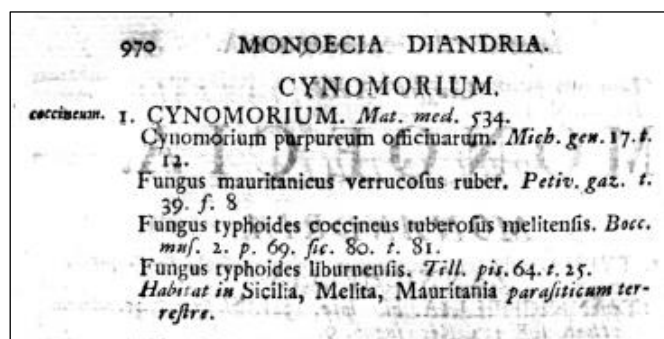 970 MONOECIA DIANDRIA.
CYNOMORIUM.
coccineum. 1. CYNOMORIUM. Mat. med. 534.
Cynomorium purpureum officinarum. Mich. gen. 17. t.
12.
Fungus mauritanicus verrucoſus ruber. Petiv. gaz. t.
39. f. 8
Fungus typhoides coccineus tuberoſus melitenſis. Bocc.
muſ. 2. p. 69. ſic. 80. t. 81.
Fungus typhoides liburnenſis. Till. piſ. 64. t. 25.
Habitat in Sicilia, Melita, Mauritania paraſiticum ter-
reſtre.